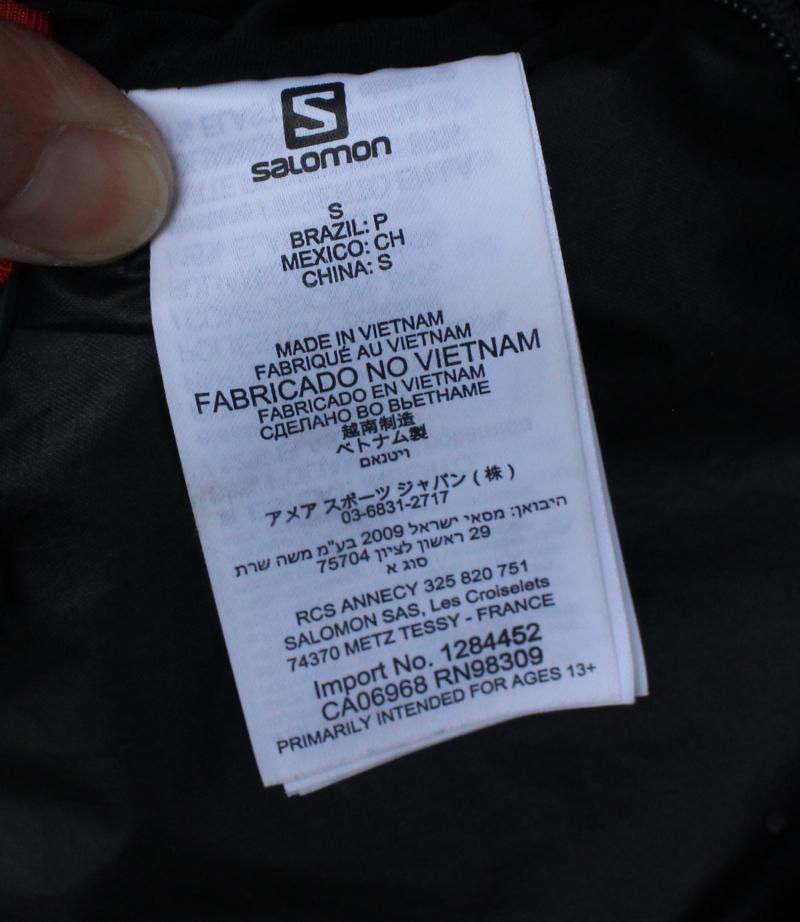 S
salomon
S
BRAZIL: P
MEXICO: CH
CHINA: S
MADE IN VIETNAM
FABRIQUÉ AU VIETNAM
FABRICADO NO VIETNAM
FABRICADO EN VIETNAM
СДЕЛАНО ВО ВЬЕТНАМЕ
越南制造
ベトナム製
ויטנאם
アメア スポーツ ジャパン (株)
03-6831-2717
היבואן: מסאי ישראל 2009 בע"מ משה שרת
29 ראשון לציון 75704
סוג א
RCS ANNECY 325 820 751
SALOMON SAS, Les Croiselets
74370 METZ TESSY - FRANCE
Import No. 1284452
CA06968 RN98309
PRIMARILY INTENDED FOR AGES 13+